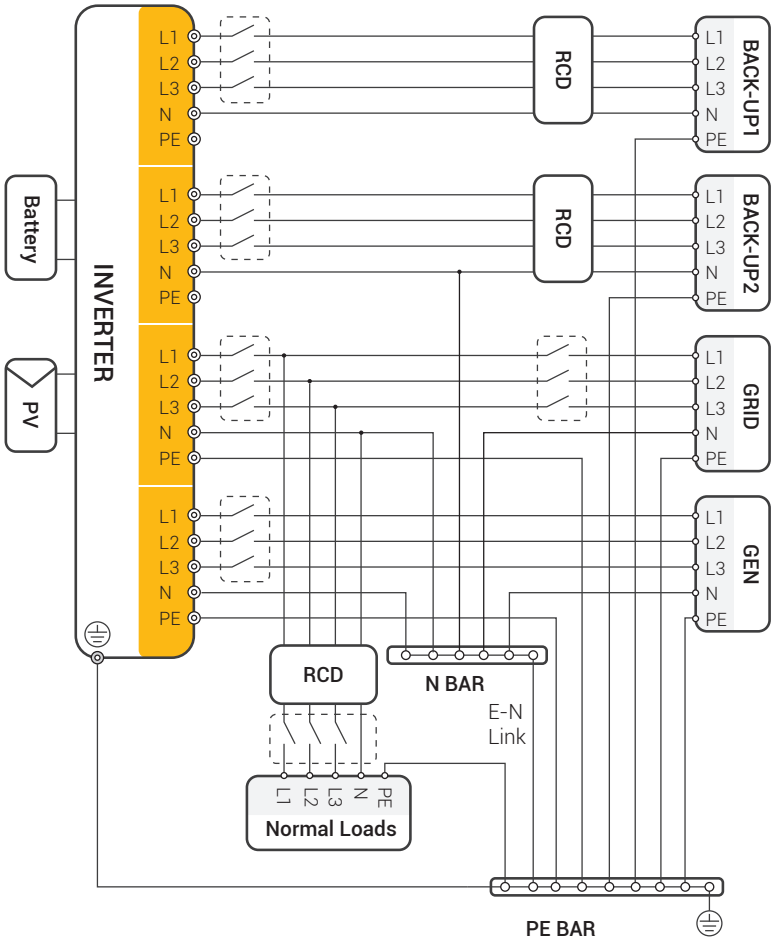 L1
L2
L3
N
PE
L1
L2
L3
N
PE
L1
L2
L3
N
PE
L1
L2
L3
N
PE
INVERTER
Battery
PV
RCD
RCD
L1
L2
L3
N
PE
BACK-UP1
L1
L2
L3
N
PE
BACK-UP2
L1
L2
L3
N
PE
GRID
L1
L2
L3
N
PE
GEN
RCD
N BAR
E-N
Link
L1
L2
L3
N
PE
Normal Loads
PE BAR